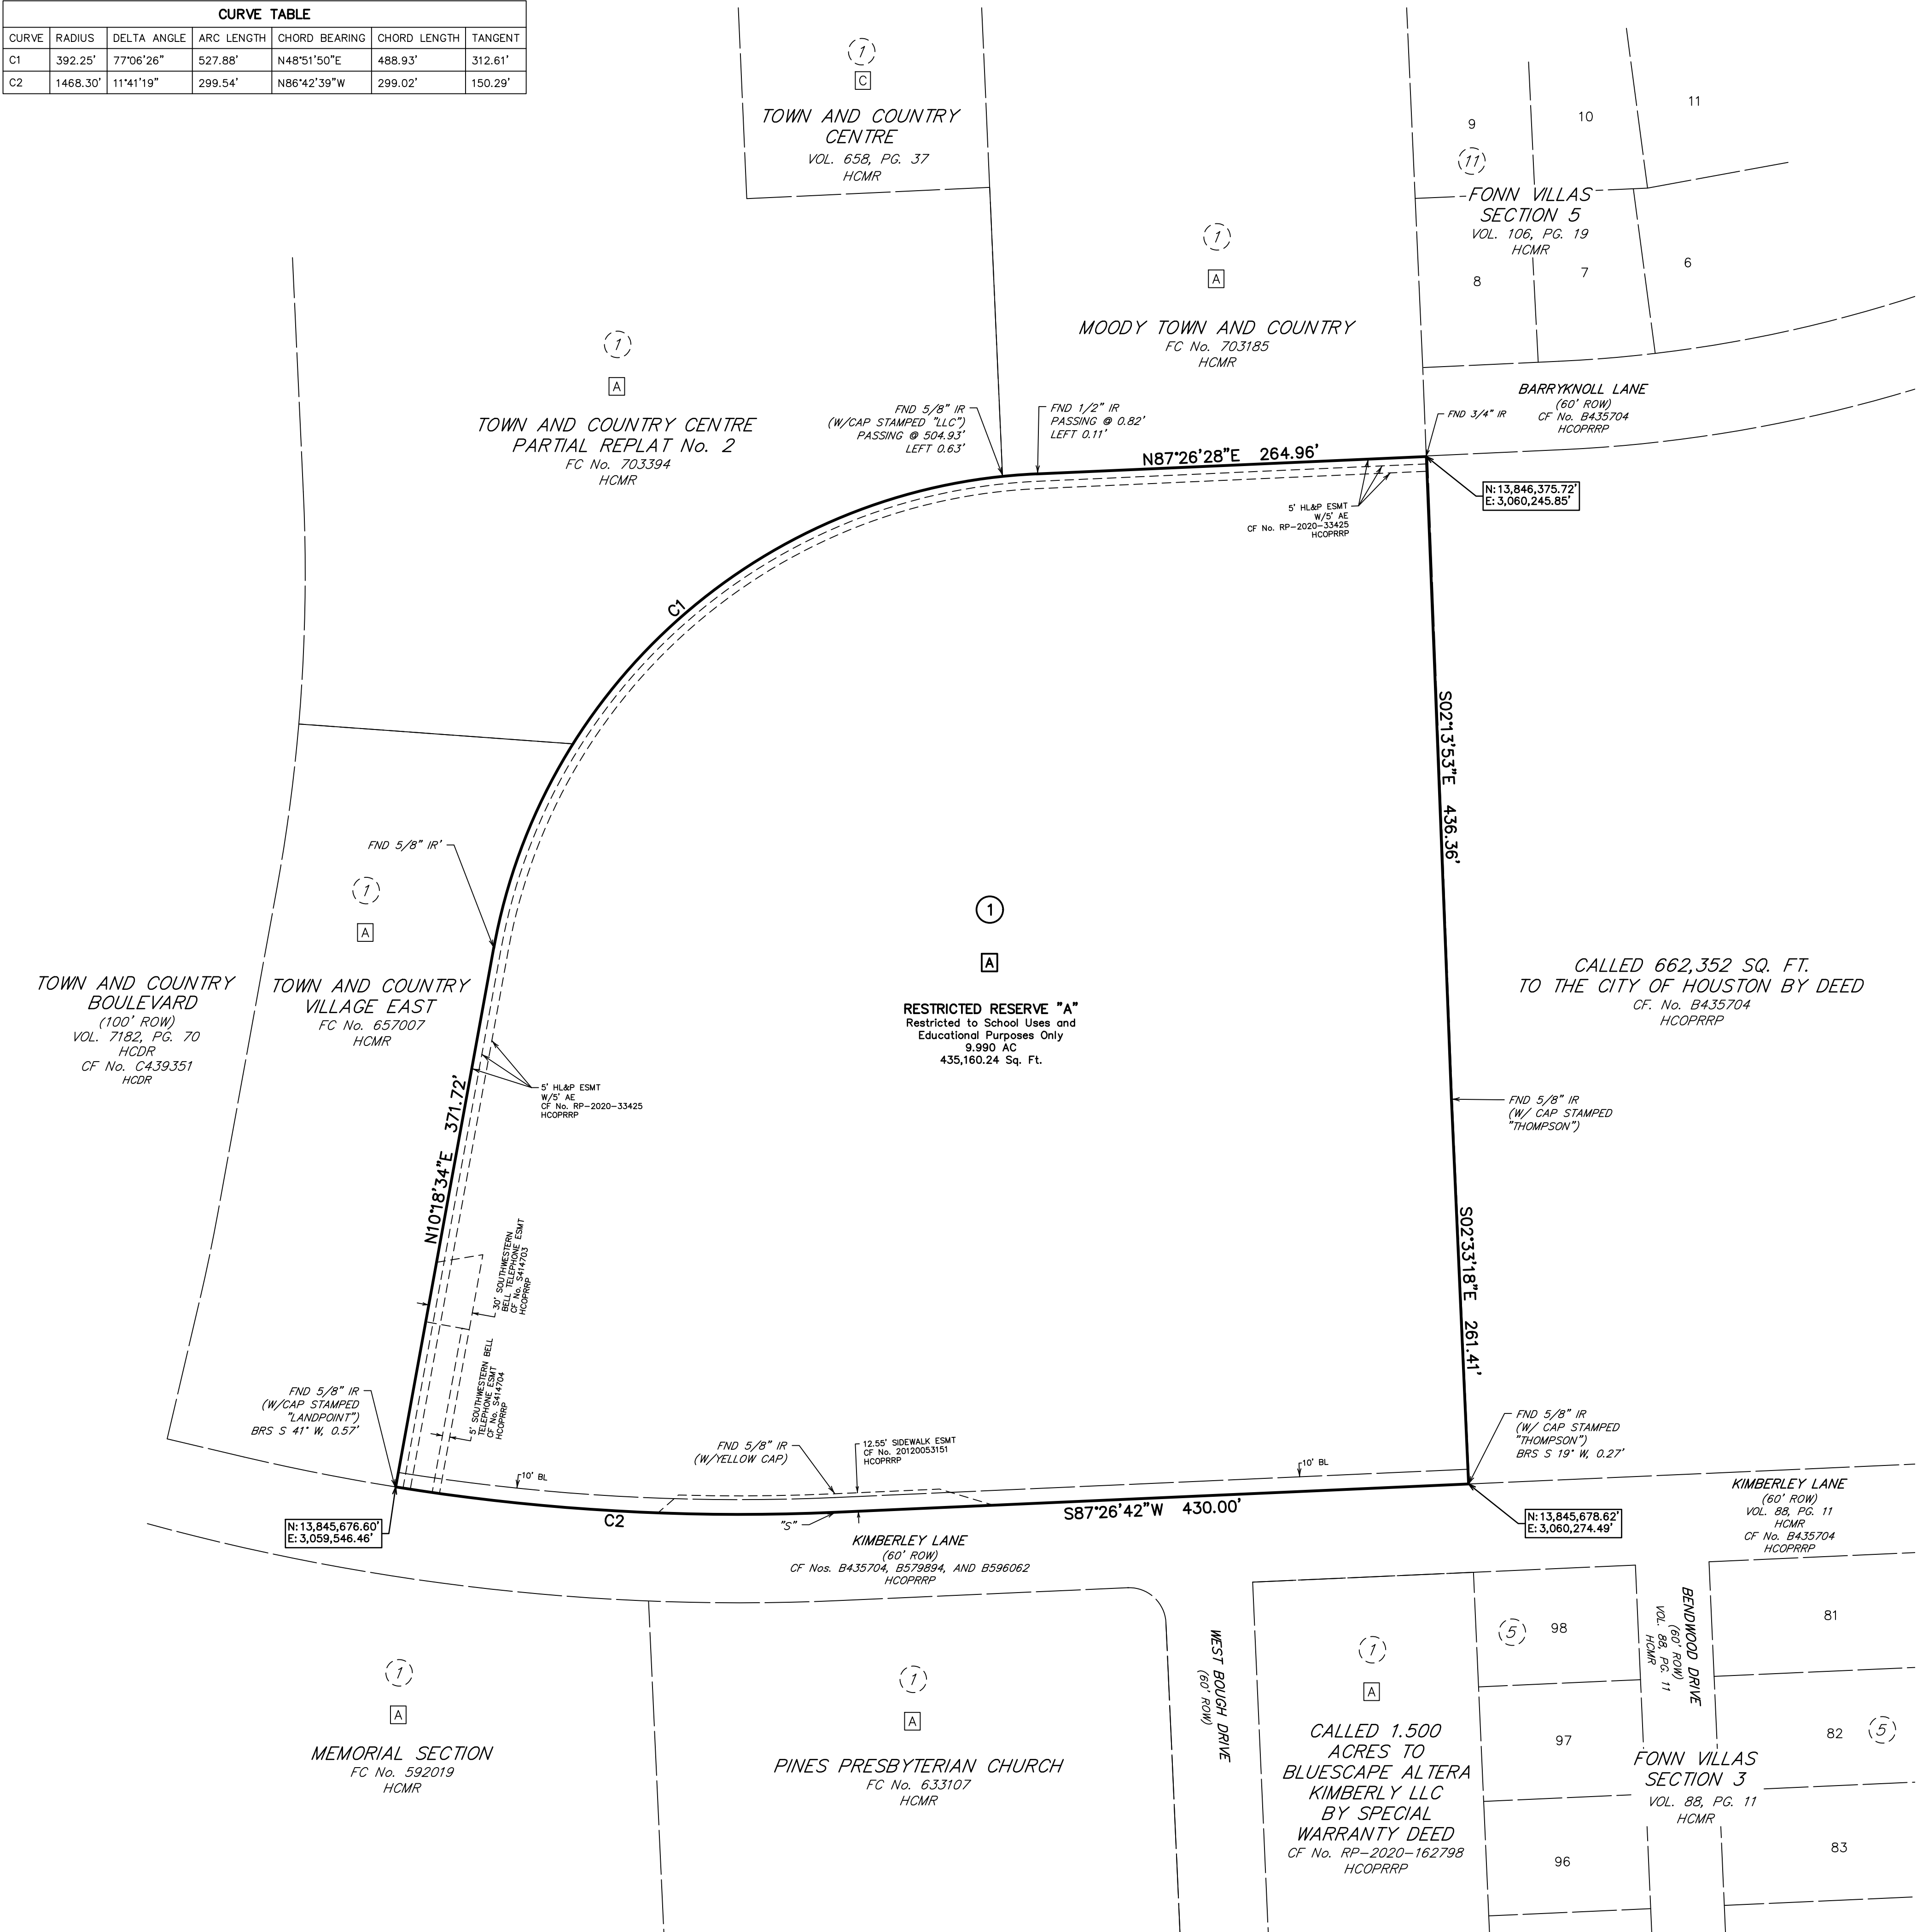 CURVE TABLE
CURVE RADIUS DELTA ANGLE ARC LENGTH CHORD BEARING CHORD LENGTH TANGENT
C1 392.25' 77°06'26" 527.88' N48°51'50"E 488.93' 312.61'
C2 1468.30' 11°41'19" 299.54' N86°42'39"W 299.02' 150.29'
1
C
TOWN AND COUNTRY
CENTRE
VOL. 658, PG. 37
HCMR
9
10
11
11
FONN VILLAS
SECTION 5
VOL. 106, PG. 19
HCMR
8
7
6
1
A
MOODY TOWN AND COUNTRY
FC No. 703185
HCMR
1
A
TOWN AND COUNTRY CENTRE
PARTIAL REPLAT No. 2
FC No. 703394
HCMR
FND 5/8" IR
(W/CAP STAMPED "LLC")
PASSING @ 504.93'
LEFT 0.63'
FND 1/2" IR
PASSING @ 0.82'
LEFT 0.11'
BARRYKNOLL LANE
(60' ROW)
CF No. B435704
HCOPRRP
FND 3/4" IR
N87°26'28"E 264.96'
N: 13,846,375.72'
E: 3,060,245.85'
5' HL&P ESMT
W/5' AE
CF No. RP-2020-33425
HCOPRRP
C1
S02°13'53"E 436.36'
FND 5/8" IR'
1
A
TOWN AND COUNTRY
VILLAGE EAST
FC No. 657007
HCMR
TOWN AND COUNTRY
BOULEVARD
(100' ROW)
VOL. 7182, PG. 70
HCDR
CF No. C439351
HCDR
1
A
RESTRICTED RESERVE "A"
Restricted to School Uses and
Educational Purposes Only
9.990 AC
435,160.24 Sq. Ft.
CALLED 662,352 SQ. FT.
TO THE CITY OF HOUSTON BY DEED
CF. No. B435704
HCOPRRP
5' HL&P ESMT
W/5' AE
CF No. RP-2020-33425
HCOPRRP
FND 5/8" IR
(W/ CAP STAMPED
"THOMPSON")
N10°18'34"E 371.72'
30' SOUTHWESTERN
BELL TELEPHONE ESMT
CF No. S414703
HCOPRRP
S02°33'18"E 261.41'
5' SOUTHWESTERN BELL
TELEPHONE ESMT
CF No. S414704
HCOPRRP
FND 5/8" IR
(W/CAP STAMPED
"LANDPOINT")
BRS S 41° W, 0.57'
FND 5/8" IR
(W/YELLOW CAP)
12.55' SIDEWALK ESMT
CF No. 20120053151
HCOPRRP
FND 5/8" IR
(W/ CAP STAMPED
"THOMPSON")
BRS S 19° W, 0.27'
10' BL
10' BL
N: 13,845,676.60'
E: 3,059,546.46'
C2
"S"
S87°26'42"W 430.00'
N: 13,845,678.62'
E: 3,060,274.49'
KIMBERLEY LANE
(60' ROW)
VOL. 88, PG. 11
HCMR
CF No. B435704
HCOPRRP
KIMBERLEY LANE
(60' ROW)
CF Nos. B435704, B579894, AND B596062
HCOPRRP
1
A
MEMORIAL SECTION
FC No. 592019
HCMR
1
A
PINES PRESBYTERIAN CHURCH
FC No. 633107
HCMR
WEST BOUGH DRIVE
(60' ROW)
1
A
CALLED 1.500
ACRES TO
BLUESCAPE ALTERA
KIMBERLY LLC
BY SPECIAL
WARRANTY DEED
CF No. RP-2020-162798
HCOPRRP
5
98
97
96
BENDWOOD DRIVE
(60' ROW)
VOL. 88, PG. 11
HCMR
81
82
5
FONN VILLAS
SECTION 3
VOL. 88, PG. 11
HCMR
83